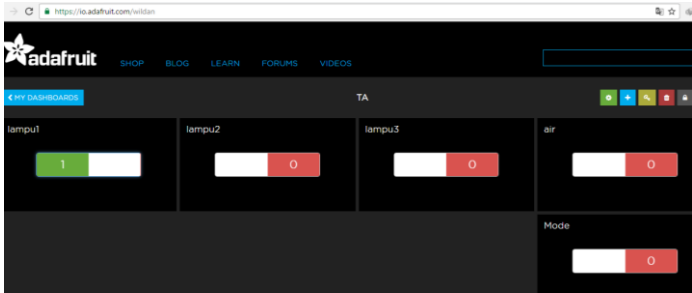 https://io.adafruit.com/wildan
adafruit
SHOP BLOG LEARN FORUMS VIDEOS
MY DASHBOARDS
TA
lampu1 lampu2 lampu3 air
1 0 0 0
Mode
0